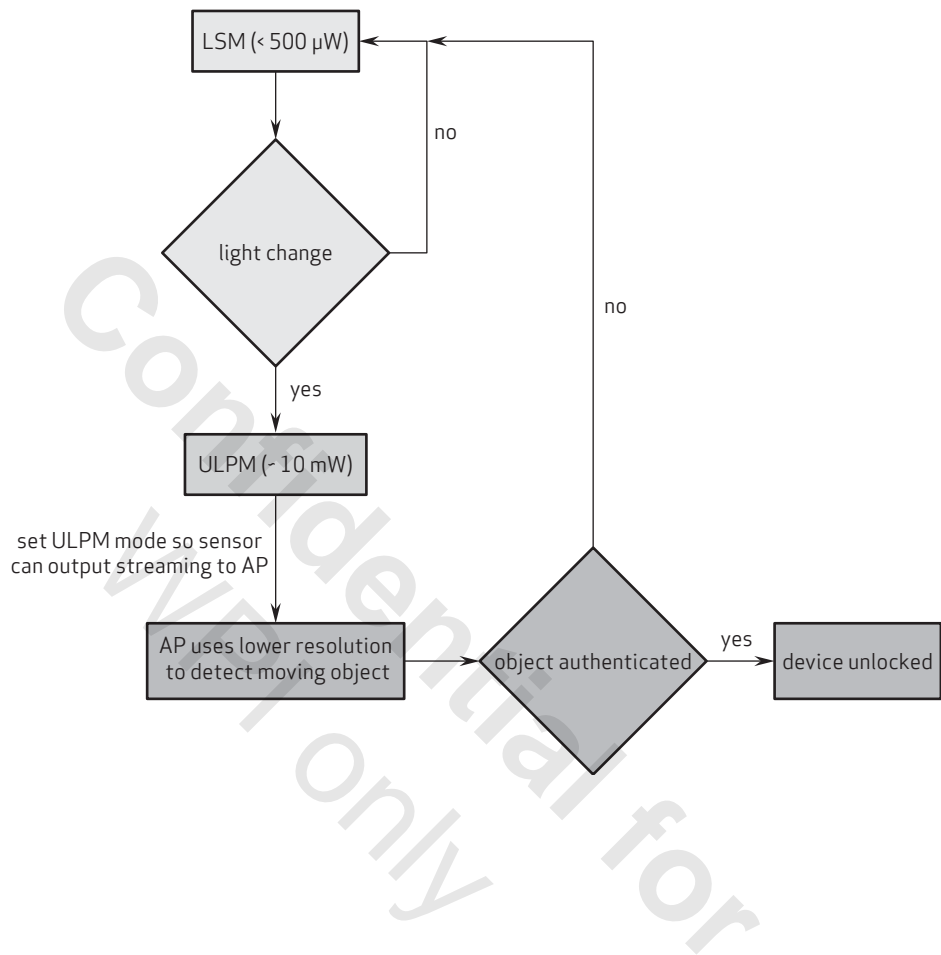 LSM (< 500 μW)
no
light change
no
yes
ULPM (~ 10 mW)
set ULPM mode so sensor
can output streaming to AP
AP uses lower resolution
to detect moving object
object authenticated
yes
device unlocked
Confidential for
WPI only